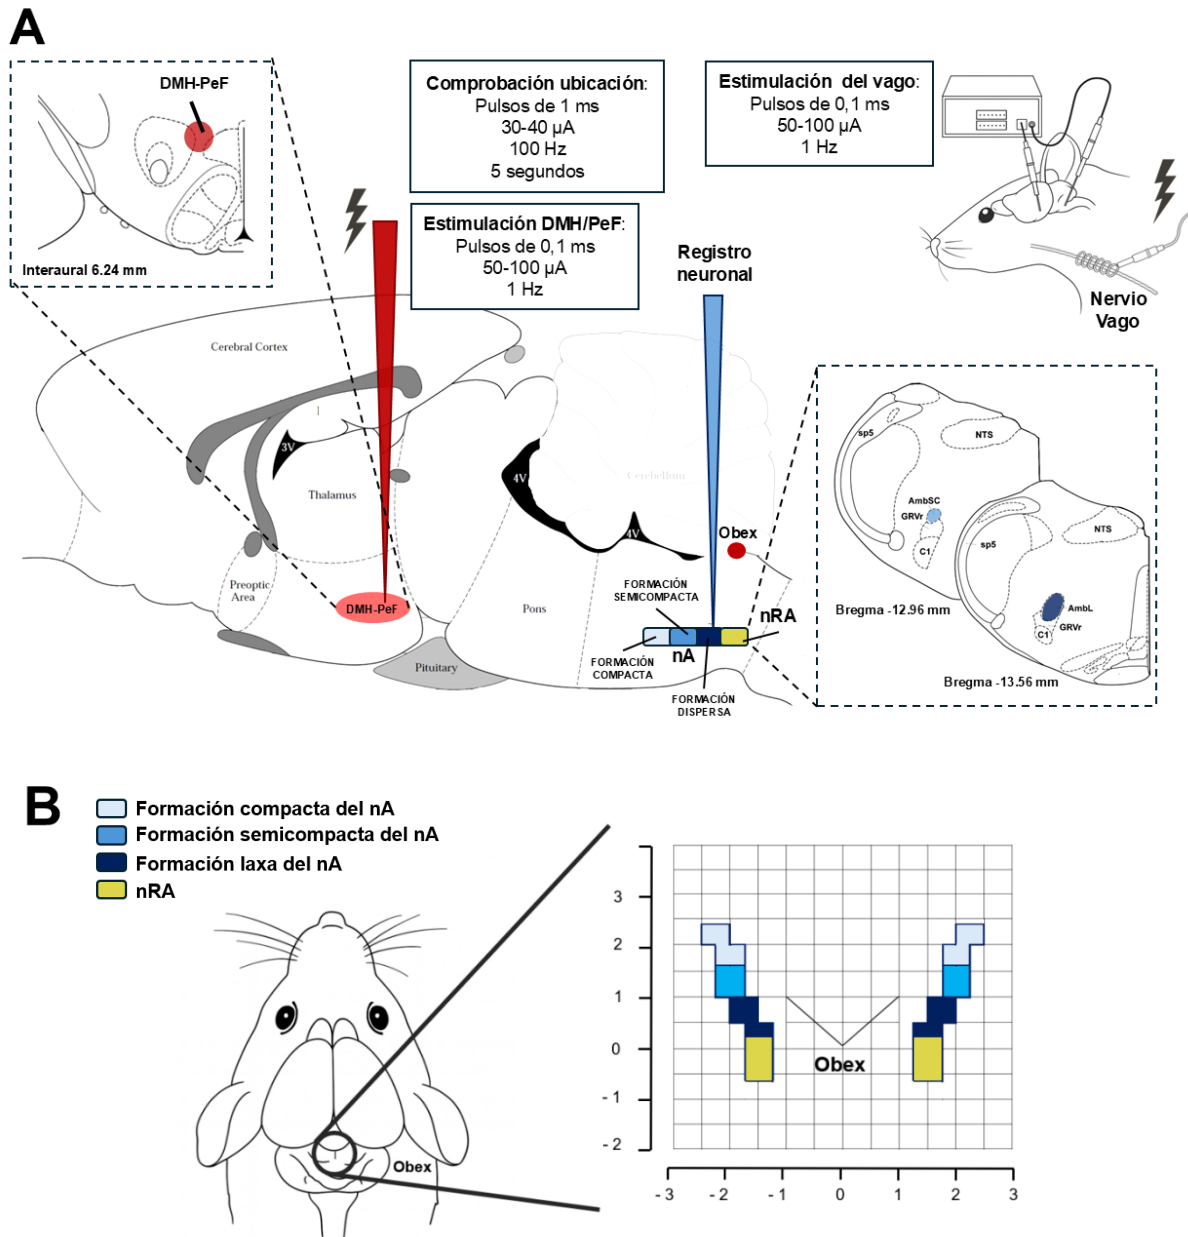 A
DMH-PeF
Interaural 6.24 mm
Comprobación ubicación:
Pulsos de 1 ms
30-40 µA
100 Hz
5 segundos
Estimulación DMH/PeF:
Pulsos de 0,1 ms
50-100 µA
1 Hz
Estimulación del vago:
Pulsos de 0,1 ms
50-100 µA
1 Hz
Nervio
Vago
Registro
neuronal
Cerebral Cortex
3V
Thalamus
4V
Cerebellum
4V
Obex
Preoptic
Area
DMH-PeF
Pons
Pituitary
FORMACIÓN
SEMICOMPACTA
nRA
nA
FORMACIÓN
COMPACTA
FORMACIÓN
DISPERSA
sp5
NTS
AmbSC
GRVr
C1
Bregma -12.96 mm
sp5
NTS
AmbL
GRVr
C1
Bregma -13.56 mm
B
Formación compacta del nA
Formación semicompacta del nA
Formación laxa del nA
nRA
Obex
3
2
1
0
- 1
- 2
Obex
- 3
- 2
- 1
0
1
2
3